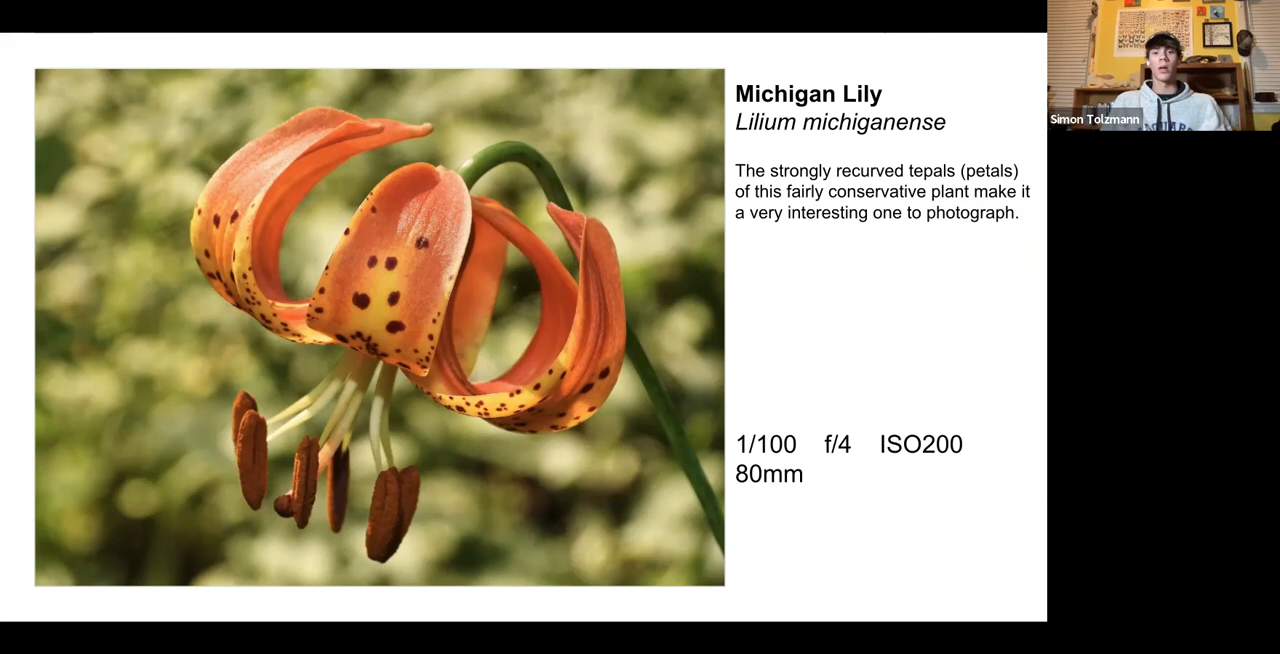 Michigan Lily
Lilium michiganense
The strongly recurved tepals (petals)
of this fairly conservative plant make it
a very interesting one to photograph.
1/100 f/4 ISO200
80mm
Simon Tolzmann